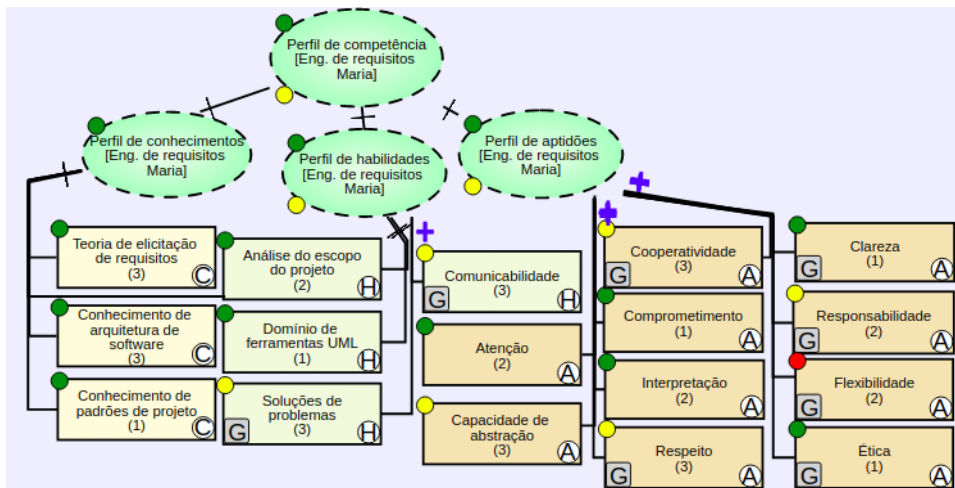 Perfil de competência
[Eng. de requisitos
Maria]
Perfil de conhecimentos
[Eng. de requisitos
Maria]
Perfil de habilidades
[Eng. de requisitos
Maria]
Perfil de aptidões
[Eng. de requisitos
Maria]
Teoria de elicitação
de requisitos
(3)
C
Conhecimento de
arquitetura de
software
(3)
C
Conhecimento de
padrões de projeto
(1)
C
Análise do escopo
do projeto
(2)
H
Domínio de
ferramentas UML
(1)
H
Soluções de
problemas
(3)
G
H
Comunicabilidade
(3)
G
H
Atenção
(2)
A
Capacidade de
abstração
(3)
A
Cooperatividade
(3)
G
A
Comprometimento
(1)
A
Interpretação
(2)
A
Respeito
(3)
G
A
Clareza
(1)
G
A
Responsabilidade
(2)
G
A
Flexibilidade
(2)
G
A
Ética
(1)
G
A